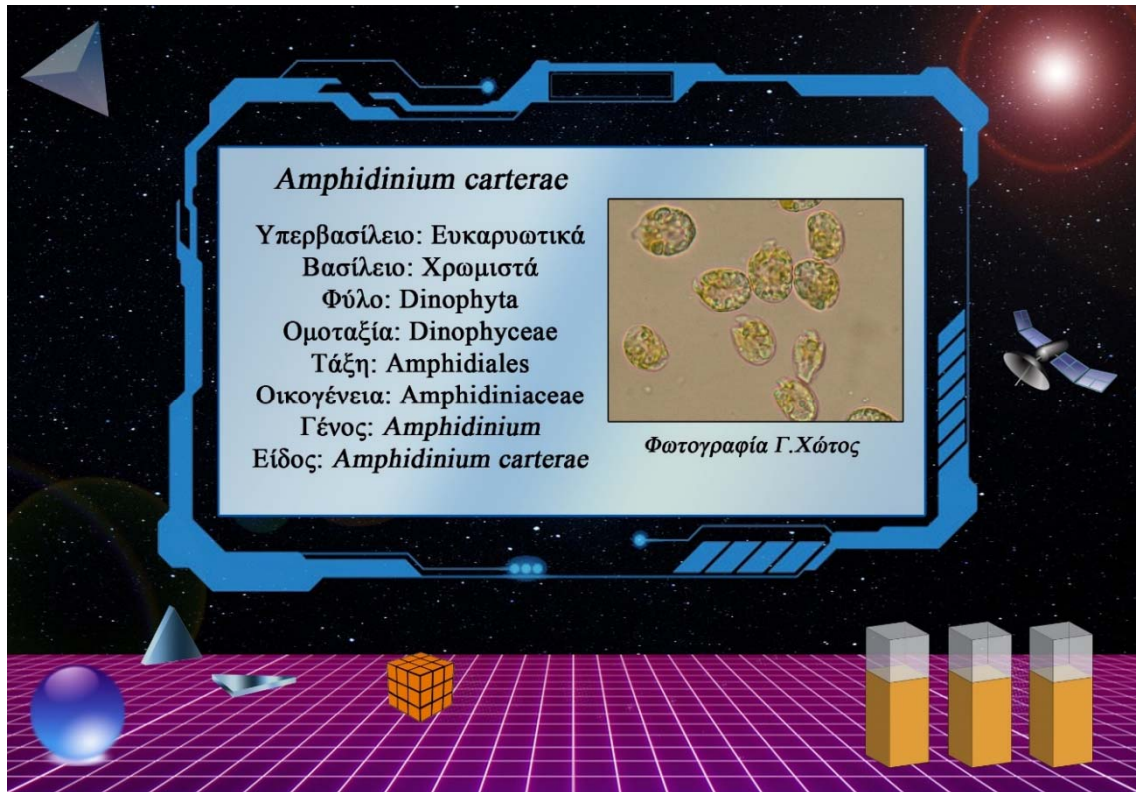 Amphidinium carterae
Υπερβασίλειο: Ευκαρυωτικά
Βασίλειο: Χρωμιστά
Φύλο: Dinophyta
Ομοταξία: Dinophyceae
Τάξη: Amphidiales
Οικογένεια: Amphidiniaceae
Γένος: Amphidinium
Είδος: Amphidinium carterae
Φωτογραφία Γ.Χώτος